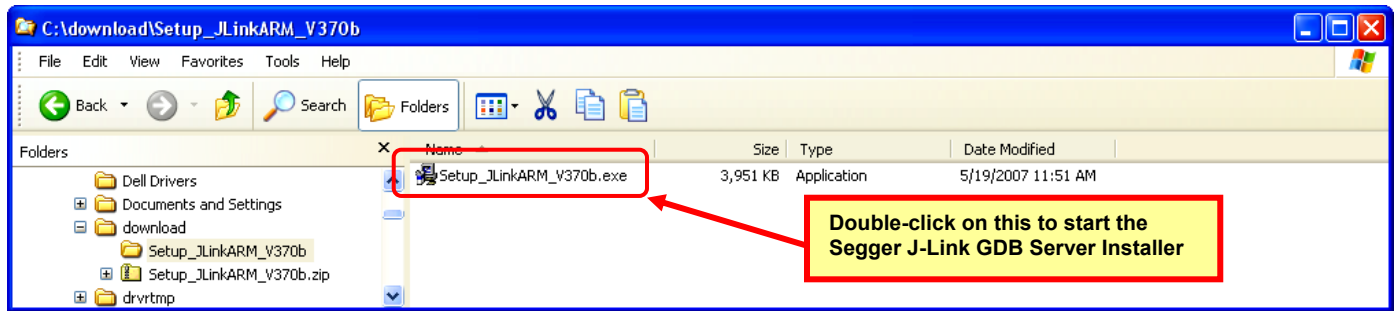 C:\download\Setup_JLinkARM_V370b
File Edit View Favorites Tools Help
Back Search Folders
Folders x Name Size Type Date Modified
Dell Drivers Setup_JLinkARM_V370b.exe 3,951 KB Application 5/19/2007 11:51 AM
Documents and Settings
download
Setup_JLinkARM_V370b
Setup_JLinkARM_V370b.zip
drvrtmp
Double-click on this to start the
Segger J-Link GDB Server Installer